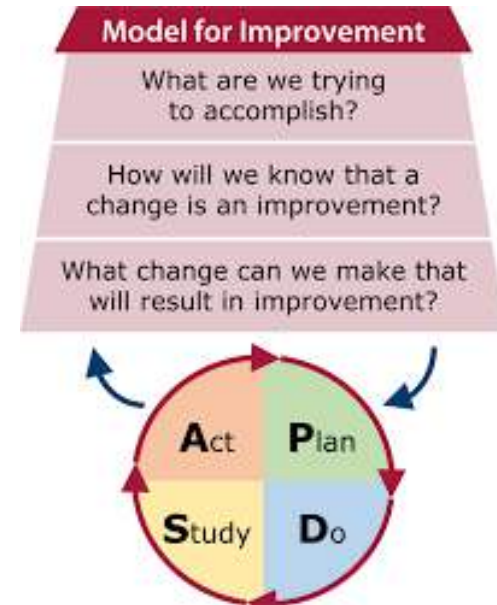 Model for Improvement
What are we trying
to accomplish?
How will we know that a
change is an improvement?
What change can we make that
will result in improvement?
Act Plan
Study Do